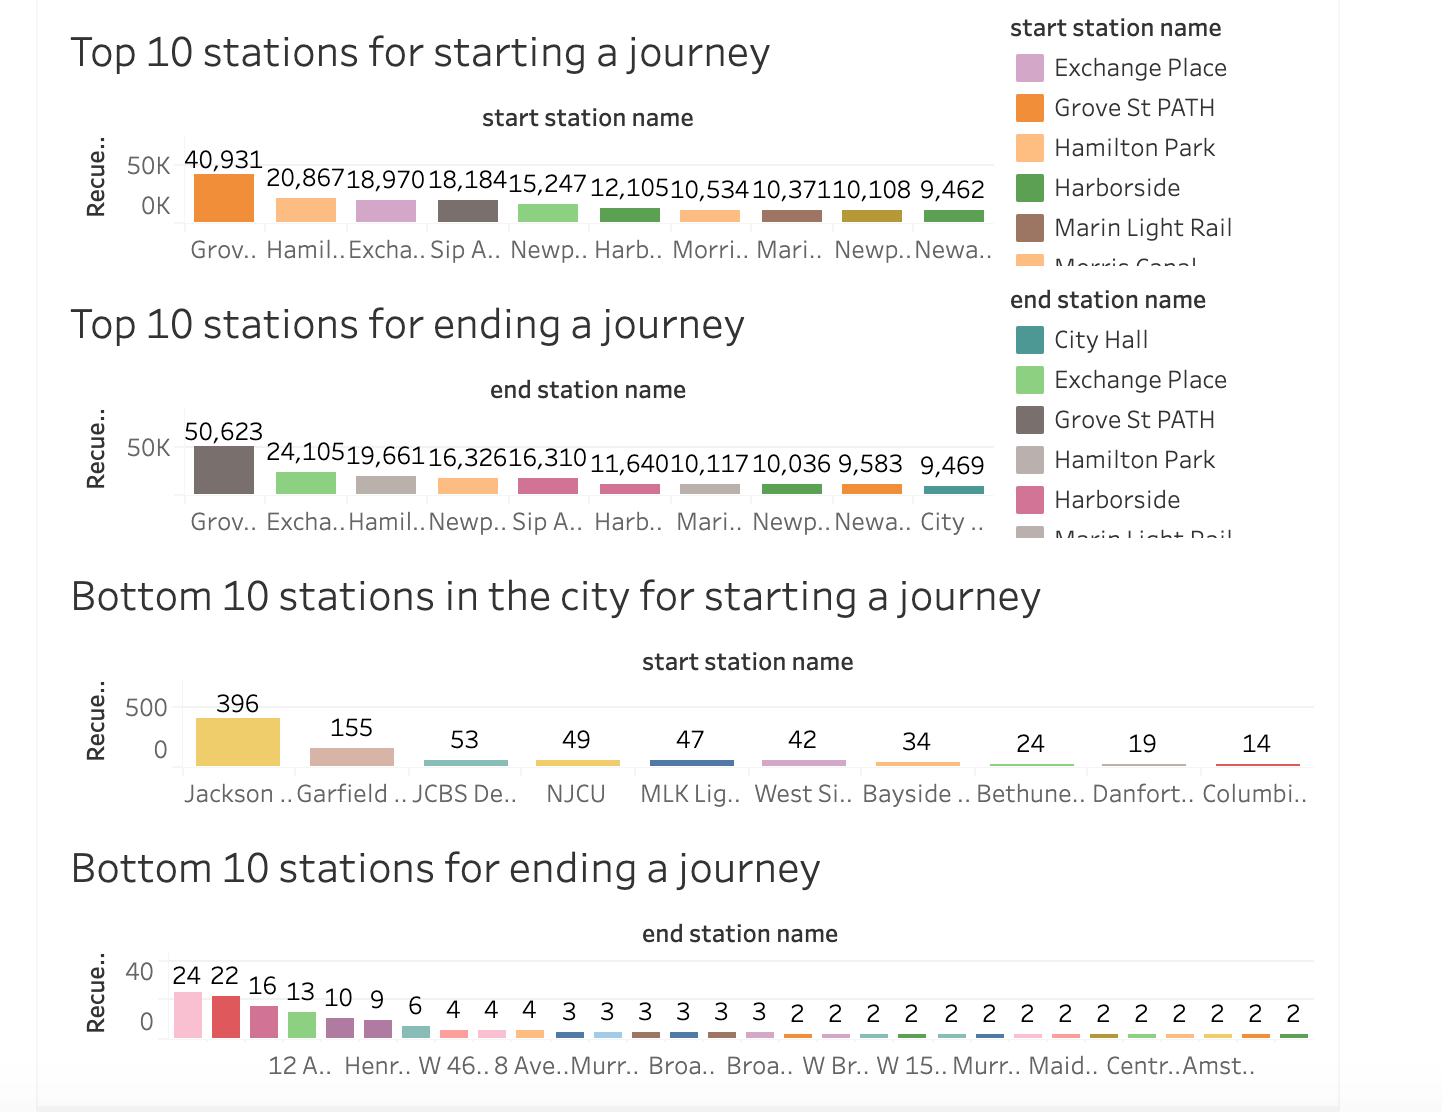 Top 10 stations for starting a journey
start station name
Recue..
50K
0K
40,931 20,867 18,970 18,184 15,247 12,105 10,534 10,371 10,108 9,462
Grov.. Hamil.. Excha.. Sip A.. Newp.. Harb.. Morri.. Mari.. Newp.. Newa..
start station name
Exchange Place
Grove St PATH
Hamilton Park
Harborside
Marin Light Rail
Morris Canal
Top 10 stations for ending a journey
end station name
Recue..
50K
50,623 24,105 19,661 16,326 16,310 11,640 10,117 10,036 9,583 9,469
Grov.. Excha.. Hamil.. Newp.. Sip A.. Harb.. Mari.. Newp.. Newa.. City ..
end station name
City Hall
Exchange Place
Grove St PATH
Hamilton Park
Harborside
Marin Light Rail
Bottom 10 stations in the city for starting a journey
start station name
Recue..
500
0
396 155 53 49 47 42 34 24 19 14
Jackson .. Garfield .. JCBS De.. NJCU MLK Lig.. West Si.. Bayside .. Bethune.. Danfort.. Columbi..
Bottom 10 stations for ending a journey
end station name
Recue..
40
0
24 22 16 13 10 9 6 4 4 4 3 3 3 3 3 3 2 2 2 2 2 2 2 2 2 2 2 2 2 2
12 A.. Henr.. W 46.. 8 Ave.. Murr.. Broa.. Broa.. W Br.. W 15.. Murr.. Maid.. Centr.. Amst..